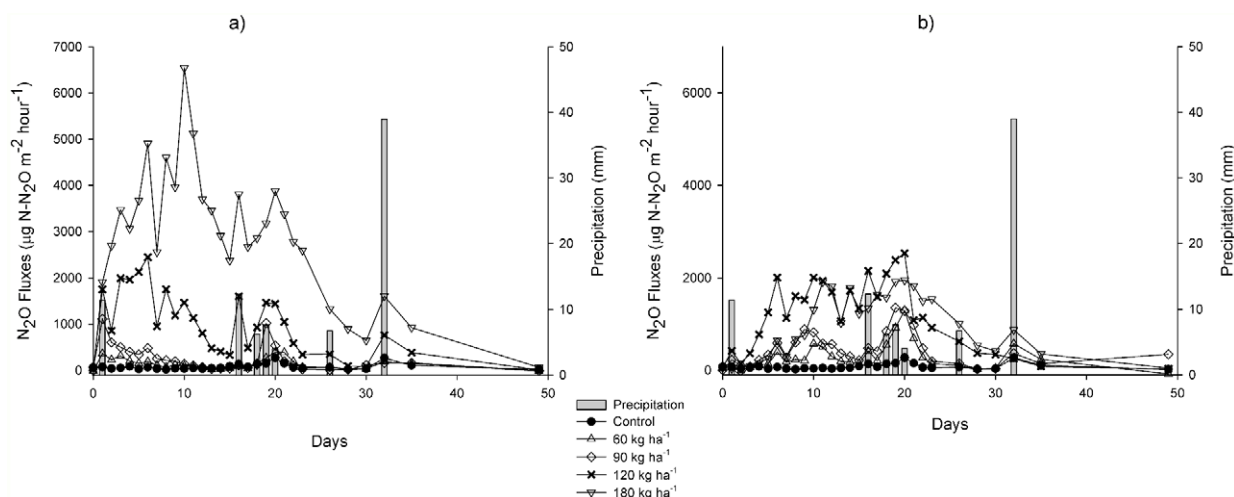 a)
7000
6000
5000
4000
3000
2000
1000
0
N₂O Fluxes (µg N-N₂O m⁻² hour⁻¹)
50
40
30
20
10
0
Precipitation (mm)
0 10 20 30 40 50
Days
b)
6000
4000
2000
0
N₂O Fluxes (µg N-N₂O m⁻² hour⁻¹)
50
40
30
20
10
0
Precipitation (mm)
0 10 20 30 40 50
Days
Precipitation
Control
60 kg ha⁻¹
90 kg ha⁻¹
120 kg ha⁻¹
180 kg ha⁻¹